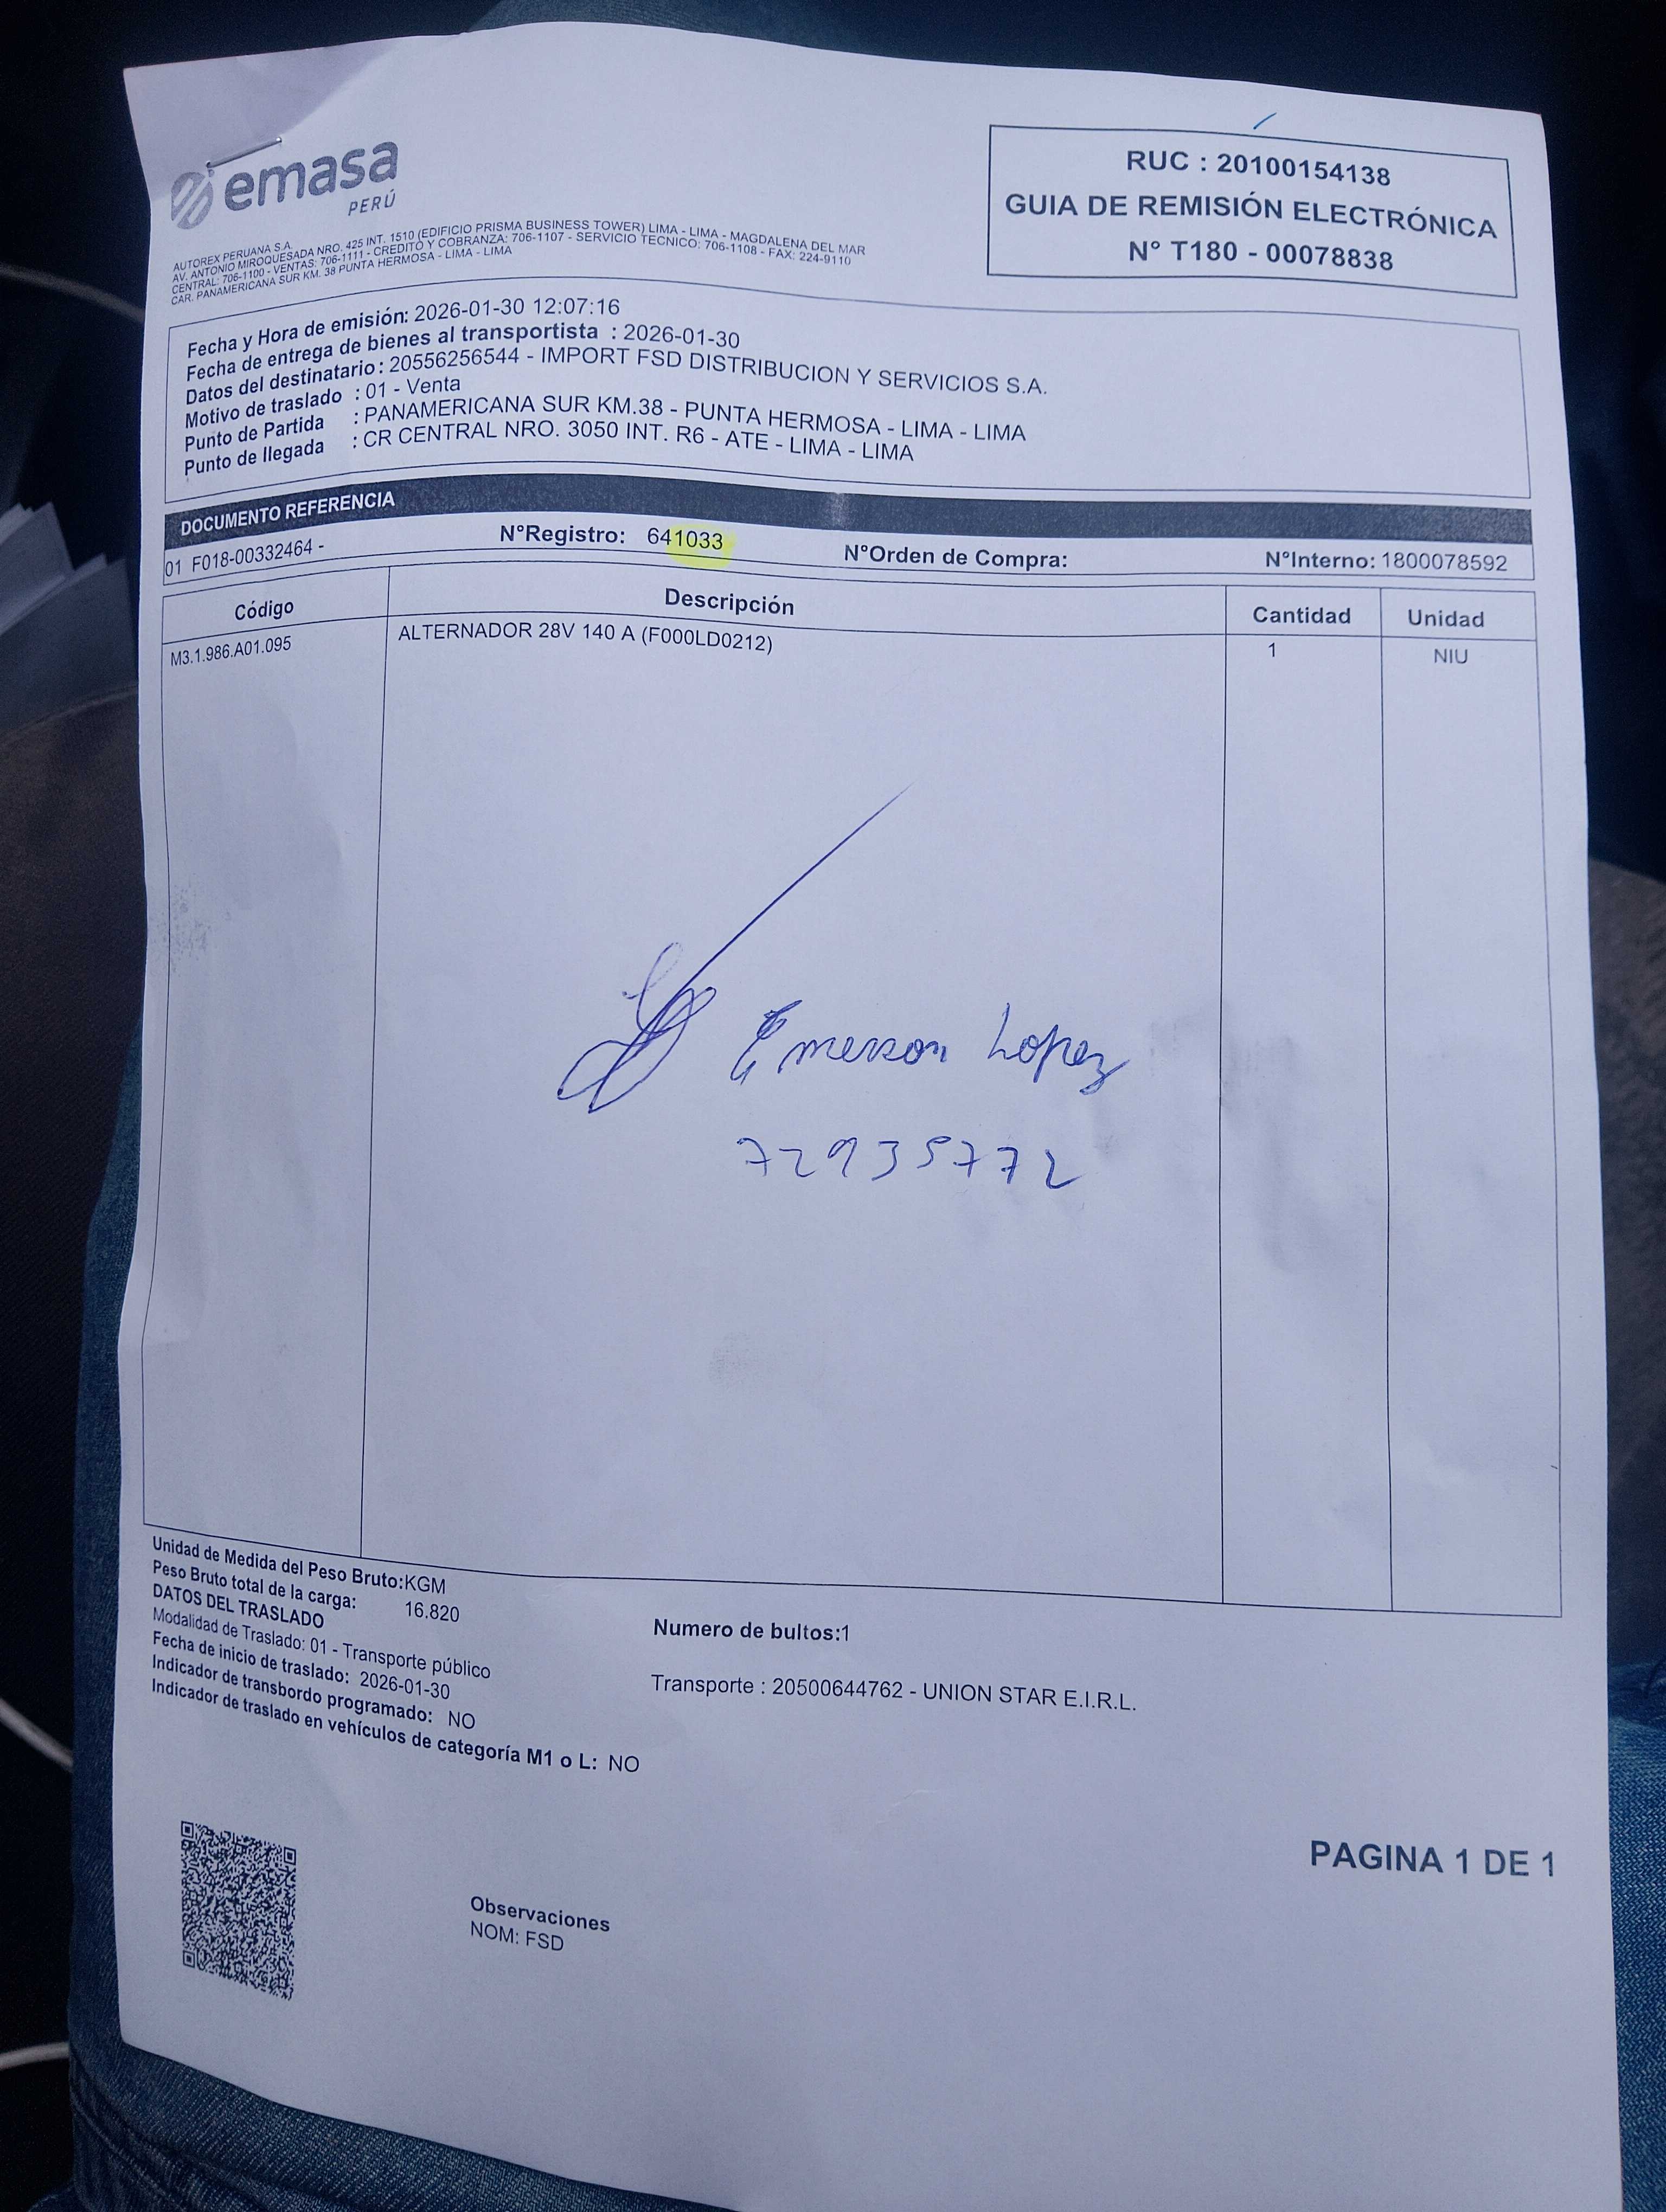 emasa
PERÚ
RUC : 20100154138
GUIA DE REMISIÓN ELECTRÓNICA
N° T180 - 00078838
AUTOREX PERUANA S.A.
AV. ANTONIO MIROQUESADA NRO. 425 INT. 1510 (EDIFICIO PRISMA BUSINESS TOWER) LIMA - LIMA - MAGDALENA DEL MAR
CENTRAL: 706-1100 - VENTAS: 706-1111 - CREDITO Y COBRANZA: 706-1107 - SERVICIO TECNICO: 706-1108 - FAX: 224-9110
CAR. PANAMERICANA SUR KM. 38 PUNTA HERMOSA - LIMA - LIMA
Fecha y Hora de emisión: 2026-01-30 12:07:16
Fecha de entrega de bienes al transportista : 2026-01-30
Datos del destinatario : 20556256544 - IMPORT FSD DISTRIBUCION Y SERVICIOS S.A.
Motivo de traslado : 01 - Venta
Punto de Partida : PANAMERICANA SUR KM.38 - PUNTA HERMOSA - LIMA - LIMA
Punto de llegada : CR CENTRAL NRO. 3050 INT. R6 - ATE - LIMA - LIMA
DOCUMENTO REFERENCIA
01 F018-00332464 - N°Registro: 641033 N°Orden de Compra: N°Interno: 1800078592
Código Descripción Cantidad Unidad
M3.1.986.A01.095 ALTERNADOR 28V 140 A (F000LD0212) 1 NIU
Emerson Lopez
72935772
Unidad de Medida del Peso Bruto:KGM
Peso Bruto total de la carga: 16.820
Numero de bultos:1
DATOS DEL TRASLADO
Modalidad de Traslado: 01 - Transporte público
Fecha de inicio de traslado: 2026-01-30
Transporte : 20500644762 - UNION STAR E.I.R.L.
Indicador de transbordo programado: NO
Indicador de traslado en vehículos de categoría M1 o L: NO
PAGINA 1 DE 1
Observaciones
NOM: FSD